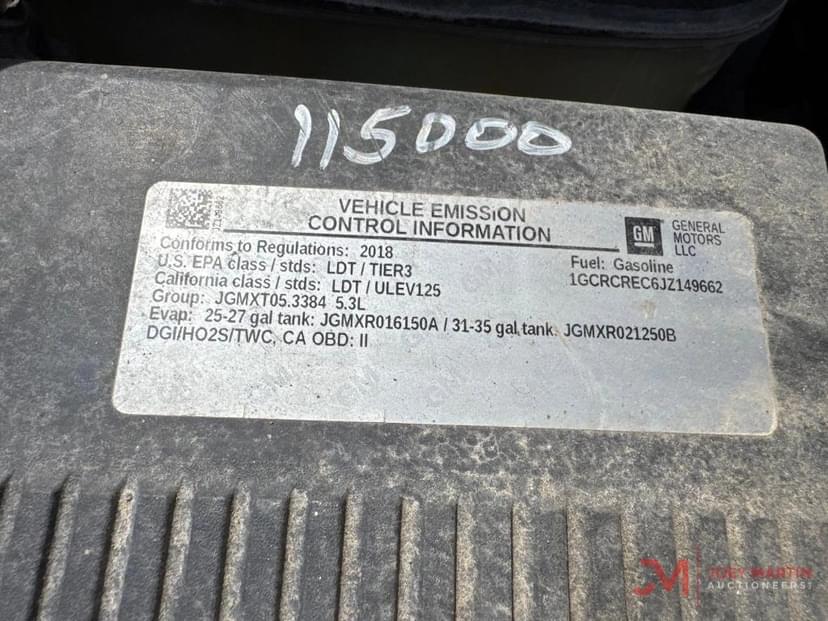 115000
VEHICLE EMISSION
CONTROL INFORMATION
GM
GENERAL
MOTORS
LLC
Conforms to Regulations: 2018
U.S. EPA class / stds: LDT / TIER3
California class / stds: LDT / ULEV125
Group: JGMXT05.3384 5.3L
Evap: 25-27 gal tank: JGMXR016150A / 31-35 gal tank: JGMXR021250B
DGI/HO2S/TWC, CA OBD: II
Fuel: Gasoline
1GCRCREC6JZ149662
JZ149662
JM
JOEY MARTIN
AUCTIONEERS